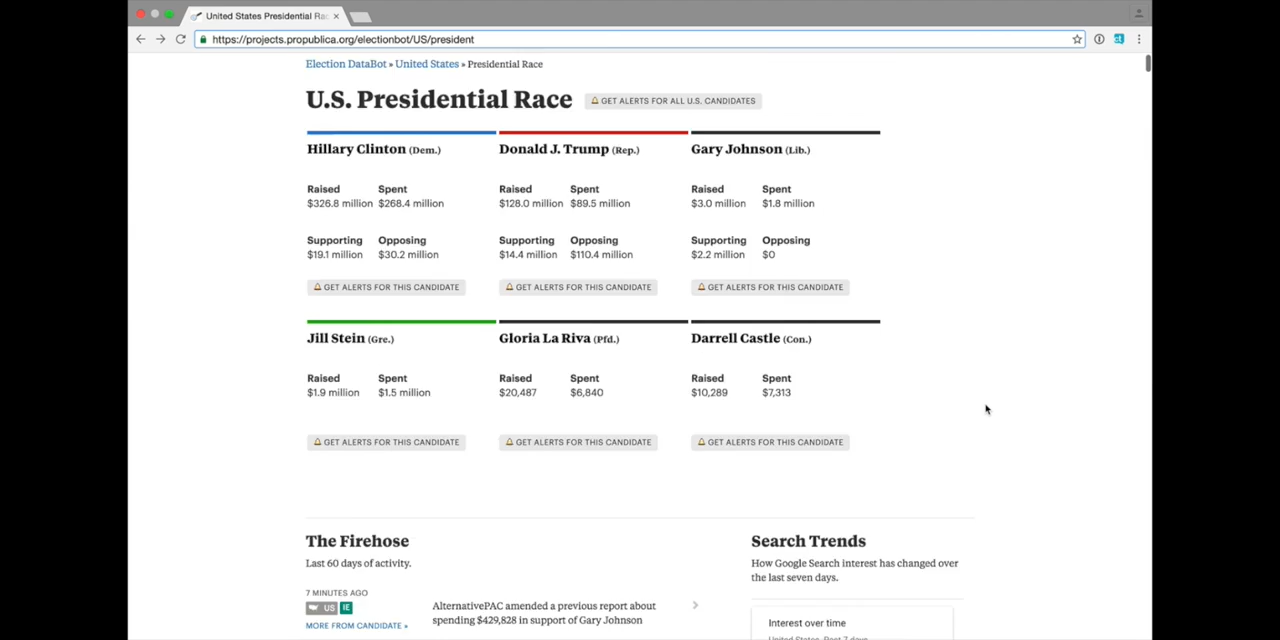 United States Presidential Rac
https://projects.propublica.org/electionbot/US/president
Election DataBot » United States » Presidential Race
U.S. Presidential Race
GET ALERTS FOR ALL U.S. CANDIDATES
Hillary Clinton (Dem.)
Raised Spent
$326.8 million $268.4 million
Supporting Opposing
$19.1 million $30.2 million
GET ALERTS FOR THIS CANDIDATE
Donald J. Trump (Rep.)
Raised Spent
$128.0 million $89.5 million
Supporting Opposing
$14.4 million $110.4 million
GET ALERTS FOR THIS CANDIDATE
Gary Johnson (Lib.)
Raised Spent
$3.0 million $1.8 million
Supporting Opposing
$2.2 million $0
GET ALERTS FOR THIS CANDIDATE
Jill Stein (Gre.)
Raised Spent
$1.9 million $1.5 million
GET ALERTS FOR THIS CANDIDATE
Gloria La Riva (Pfd.)
Raised Spent
$20,487 $6,840
GET ALERTS FOR THIS CANDIDATE
Darrell Castle (Con.)
Raised Spent
$10,289 $7,313
GET ALERTS FOR THIS CANDIDATE
The Firehose
Last 60 days of activity.
7 MINUTES AGO
US IE
MORE FROM CANDIDATE »
AlternativePAC amended a previous report about
spending $429,828 in support of Gary Johnson
Search Trends
How Google Search interest has changed over
the last seven days.
Interest over time
United States. Past 7 days.